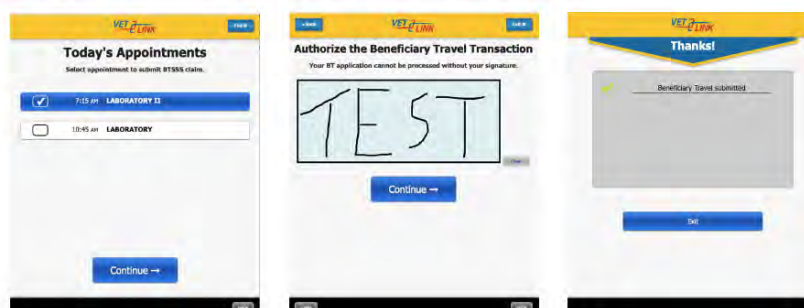 VET LINK
Today's Appointments
Select appointment to submit BTSSS claim.
7:15 AM LABORATORY II
10:45 AM LABORATORY
Continue →
VET LINK
Authorize the Beneficiary Travel Transaction
Your BT application cannot be processed without your signature.
TEST
Continue →
VET LINK
Thanks!
Beneficiary Travel submitted
Exit